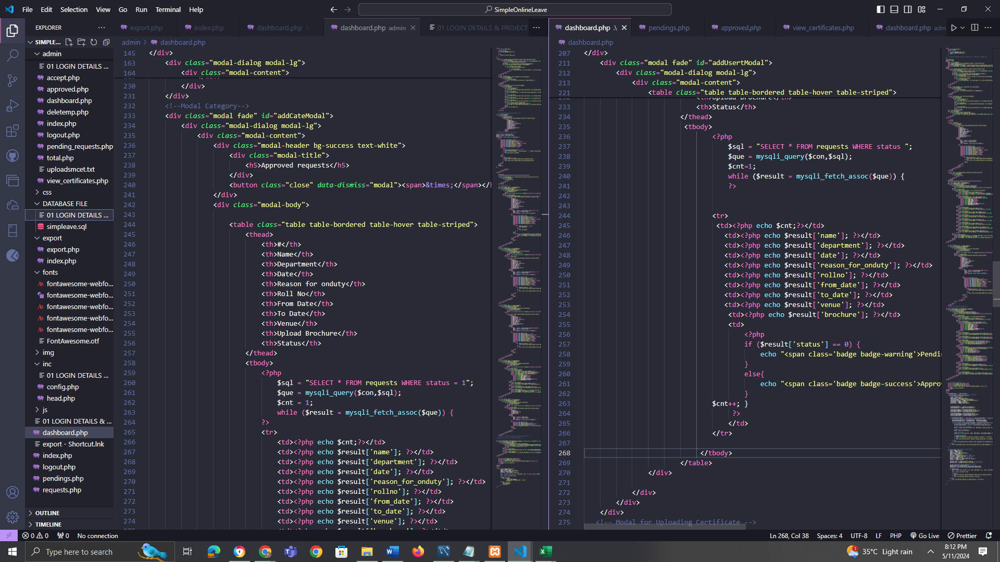 File Edit Selection View Go Run Terminal Help
SimpleOnlineLeave
EXPLORER
SIMPLE...
admin
01 LOGIN DETAILS ...
accept.php
approved.php
dashboard.php
deletemp.php
index.php
logout.php
pending_requests.php
total.php
uploadsmcet.txt
view_certificates.php
css
DATABASE FILE
01 LOGIN DETAILS ...
simpleave.sql
export
export.php
index.php
fonts
fontawesome-webfo...
fontawesome-webfo...
fontawesome-webfo...
fontawesome-webfo...
fontawesome-webfo...
FontAwesome.otf
img
inc
01 LOGIN DETAILS ...
config.php
head.php
js
01 LOGIN DETAILS & ...
dashboard.php
export - Shortcut.lnk
index.php
logout.php
pendings.php
requests.php
OUTLINE
TIMELINE
export.php index.php dashboard.php .\ dashboard.php admin 01 LOGIN DETAILS & PROJECT
admin > dashboard.php
145 </div>
163 <div class="modal-dialog modal-lg">
164 <div class="modal-content">
230 </div>
231 </div>
232 <!--Modal Category-->
233 <div class="modal fade" id="addCateModal">
234 <div class="modal-dialog modal-lg">
235 <div class="modal-content">
236 <div class="modal-header bg-success text-white">
237 <div class="modal-title">
238 <h5>Approved requests</h5>
239 </div>
240 <button class="close" data-dismiss="modal"><span>&times;</span></b
241 </div>
242 <div class="modal-body">
243
244 <table class="table table-bordered table-hover table-striped">
245 <thead>
246 <th>#</th>
247 <th>Name</th>
248 <th>Department</th>
249 <th>Date</th>
250 <th>Reason for onduty</th>
251 <th>Roll No</th>
252 <th>From Date</th>
253 <th>To Date</th>
254 <th>Venue</th>
255 <th>Upload Brochure</th>
256 <th>Status</th>
257 </thead>
258 <tbody>
259 <?php
260 $sql = "SELECT * FROM requests WHERE status = 1";
261 $que = mysqli_query($con,$sql);
262 $cnt = 1;
263 while ($result = mysqli_fetch_assoc($que)) {
264 ?>
265 <tr>
266 <td><?php echo $cnt;?></td>
267 <td><?php echo $result['name']; ?></td>
268 <td><?php echo $result['department']; ?></td>
269 <td><?php echo $result['date']; ?></td>
270 <td><?php echo $result['reason_for_onduty']; ?></td>
271 <td><?php echo $result['rollno']; ?></td>
272 <td><?php echo $result['from_date']; ?></td>
273 <td><?php echo $result['to_date']; ?></td>
274 <td><?php echo $result['venue']; ?></td>
dashboard.php .\ pendings.php approved.php view_certificates.php dashboard.php adm
dashboard.php
207 </div>
211 <div class="modal fade" id="addUsertModal">
212 <div class="modal-dialog modal-lg">
213 <div class="modal-content">
221 <table class="table table-bordered table-hover table-striped">
232 <th>Upload Brochure</th>
233 <th>Status</th>
234 </thead>
235 <tbody>
236 <?php
237 $sql = "SELECT * FROM requests WHERE status ";
238 $que = mysqli_query($con,$sql);
239 $cnt=1;
240 while ($result = mysqli_fetch_assoc($que)) {
241 ?>
242
243
244 <tr>
245 <td><?php echo $cnt;?></td>
246 <td><?php echo $result['name']; ?></td>
247 <td><?php echo $result['department']; ?></td>
248 <td><?php echo $result['date']; ?></td>
249 <td><?php echo $result['reason_for_onduty']; ?></td>
250 <td><?php echo $result['rollno']; ?></td>
251 <td><?php echo $result['from_date']; ?></td>
252 <td><?php echo $result['to_date']; ?></td>
253 <td><?php echo $result['venue']; ?></td>
254 <td><?php echo $result['brochure']; ?></td>
255 <td>
256 <?php
257 if ($result['status'] == 0) {
258 echo "<span class='badge badge-warning'>Pendi
259 }
260 else{
261 echo "<span class='badge badge-success'>Appro
262 }
263 $cnt++; }
264 ?>
265 </td>
266 </tr>
267
268 </tbody>
269 </table>
270 </div>
271
272 </div>
273 </div>
274 </div>
275 <!-- Modal for Uploading Certificate -->
0 0 0 No connection
Ln 268, Col 38 Spaces: 4 UTF-8 LF PHP Go Live Prettier
Type here to search
35°C Light rain
8:12 PM
5/11/2024